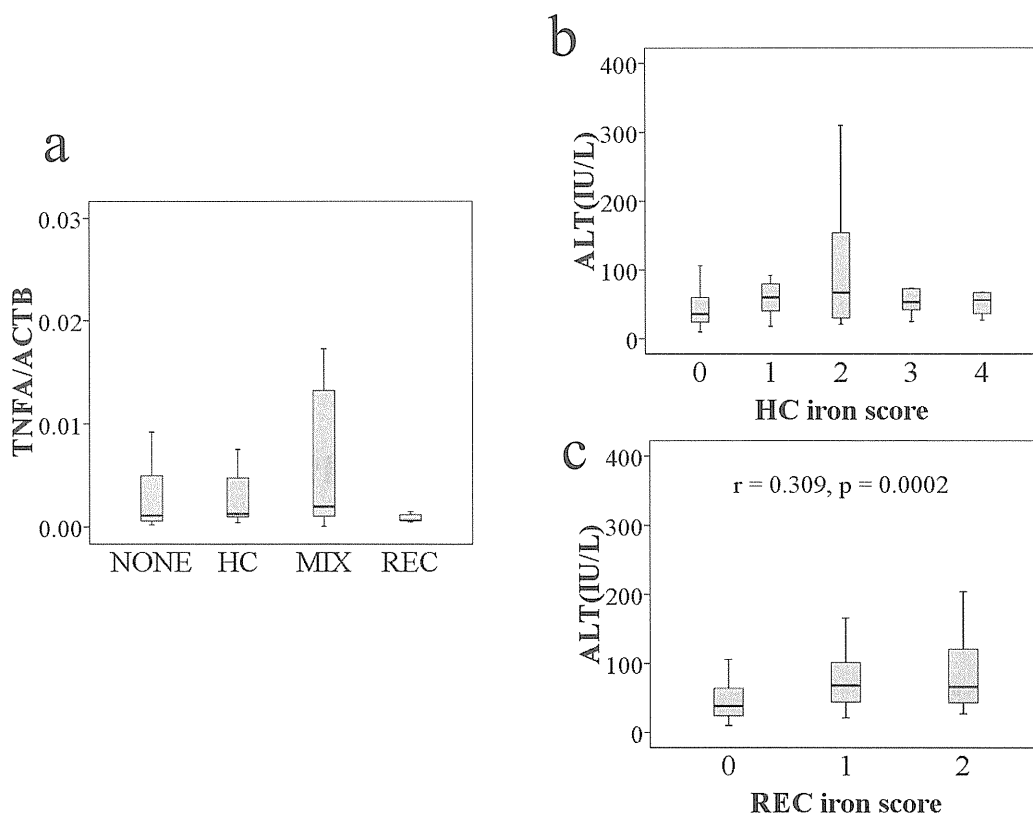 a
TNFA/ACTB
0.03
0.02
0.01
0.00
NONE HC MIX REC
b
ALT(IU/L)
400
300
200
100
0
0 1 2 3 4
HC iron score
c
r = 0.309, p = 0.0002
ALT(IU/L)
400
300
200
100
0
0 1 2
REC iron score